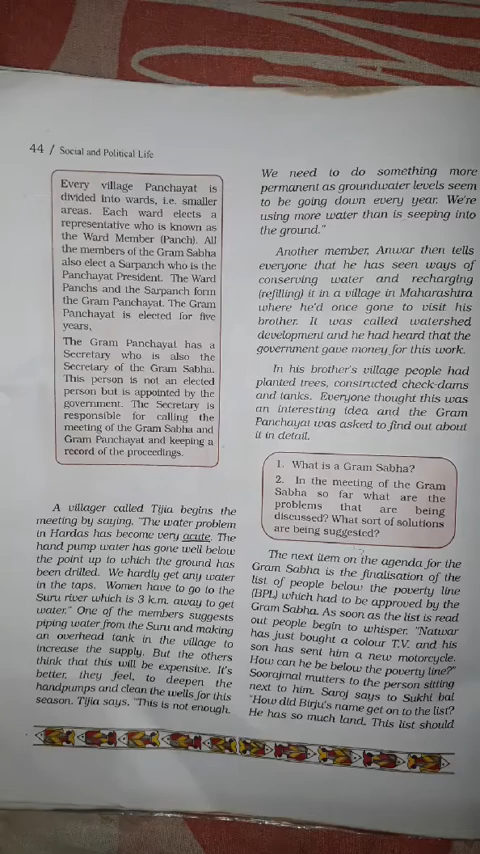 44 / Social and Political Life
Every village Panchayat is
divided into wards, i.e. smaller
areas. Each ward elects a
representative who is known as
the Ward Member (Panch). All
the members of the Gram Sabha
also elect a Sarpanch who is the
Panchayat President. The Ward
Panchs and the Sarpanch form
the Gram Panchayat. The Gram
Panchayat is elected for five
years,
The Gram Panchayat has a
Secretary who is also the
Secretary of the Gram Sabha.
This person is not an elected
person but is appointed by the
government. The Secretary is
responsible for calling the
meeting of the Gram Sabha and
Gram Panchayat and keeping a
record of the proceedings.
A villager called Tijia begins the
meeting by saying, "The water problem
in Hardas has become very acute. The
hand pump water has gone well below
the point up to which the ground has
been drilled. We hardly get any water
in the taps. Women have to go to the
Suru river which is 3 k.m. away to get
water." One of the members suggests
piping water from the Suru and making
an overhead tank in the village to
increase the supply. But the others
think that this will be expensive. It's
better, they feel, to deepen the
handpumps and clean the wells for this
season. Tijia says, "This is not enough.
We need to do something more
permanent as groundwater levels seem
to be going down every year. We're
using more water than is seeping into
the ground."
Another member, Anwar then tells
everyone that he has seen ways of
conserving water and recharging
(refilling) it in a village in Maharashtra
where he'd once gone to visit his
brother. It was called watershed
development and he had heard that the
government gave money for this work.
In his brother's village people had
planted trees, constructed check-dams
and tanks. Everyone thought this was
an interesting idea and the Gram
Panchayat was asked to find out about
it in detail.
1. What is a Gram Sabha?
2. In the meeting of the Gram
Sabha so far what are the
problems that are being
discussed? What sort of solutions
are being suggested?
The next item on the agenda for the
Gram Sabha is the finalisation of the
list of people below the poverty line
(BPL) which had to be approved by the
Gram Sabha. As soon as the list is read
out people begin to whisper. "Natwar
has just bought a colour T.V. and his
son has sent him a new motorcycle.
How can he be below the poverty line?"
Soorajmal mutters to the person sitting
next to him. Saroj says to Sukhi bai
"How did Birju's name get on to the list?
He has so much land. This list should